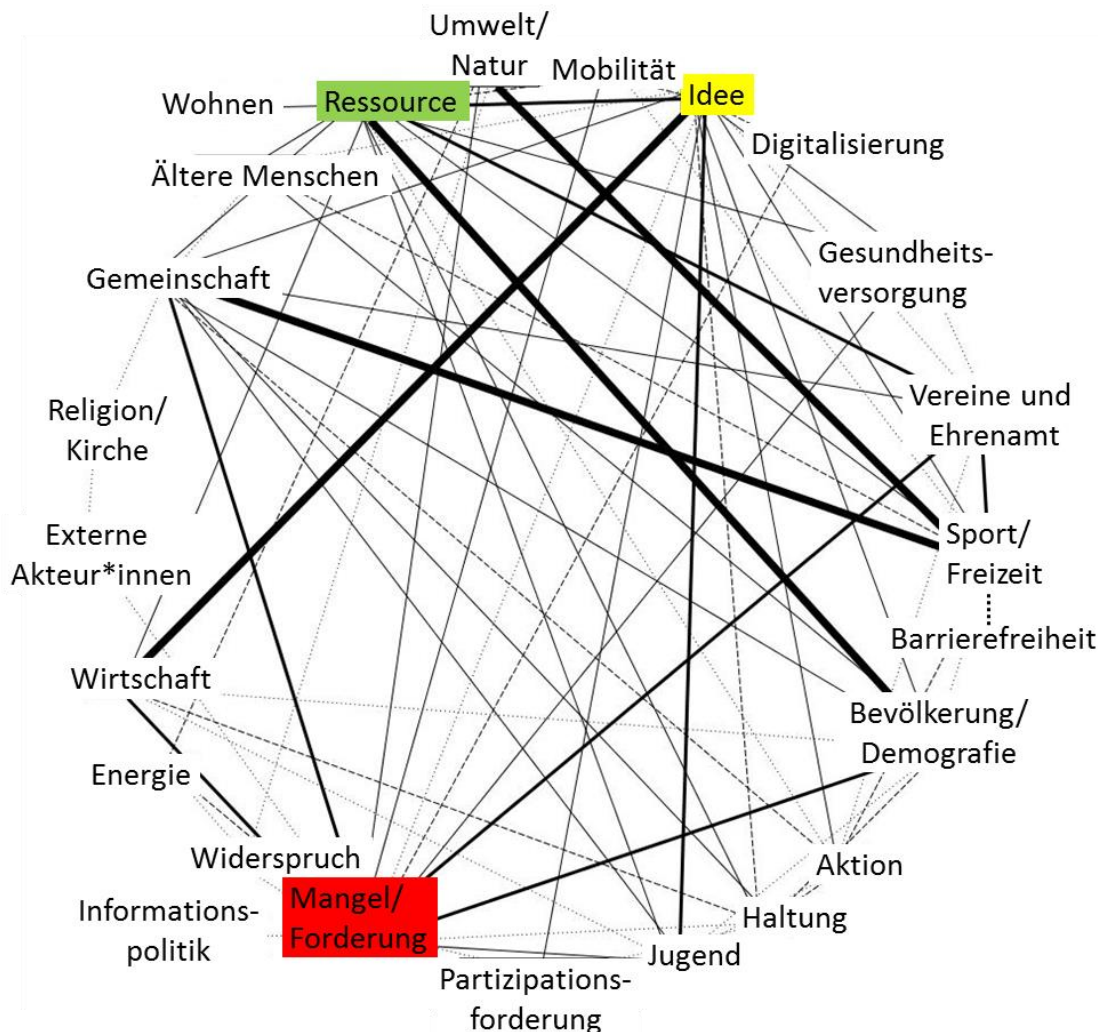 Umwelt/
Natur
Mobilität
Idee
Wohnen
Ressource
Digitalisierung
Ältere Menschen
Gesundheits-
versorgung
Gemeinschaft
Vereine und
Ehrenamt
Religion/
Kirche
Externe
Akteur*innen
Sport/
Freizeit
Barrierefreiheit
Wirtschaft
Bevölkerung/
Demografie
Energie
Widerspruch
Aktion
Mangel/
Forderung
Informations-
politik
Haltung
Jugend
Partizipations-
forderung